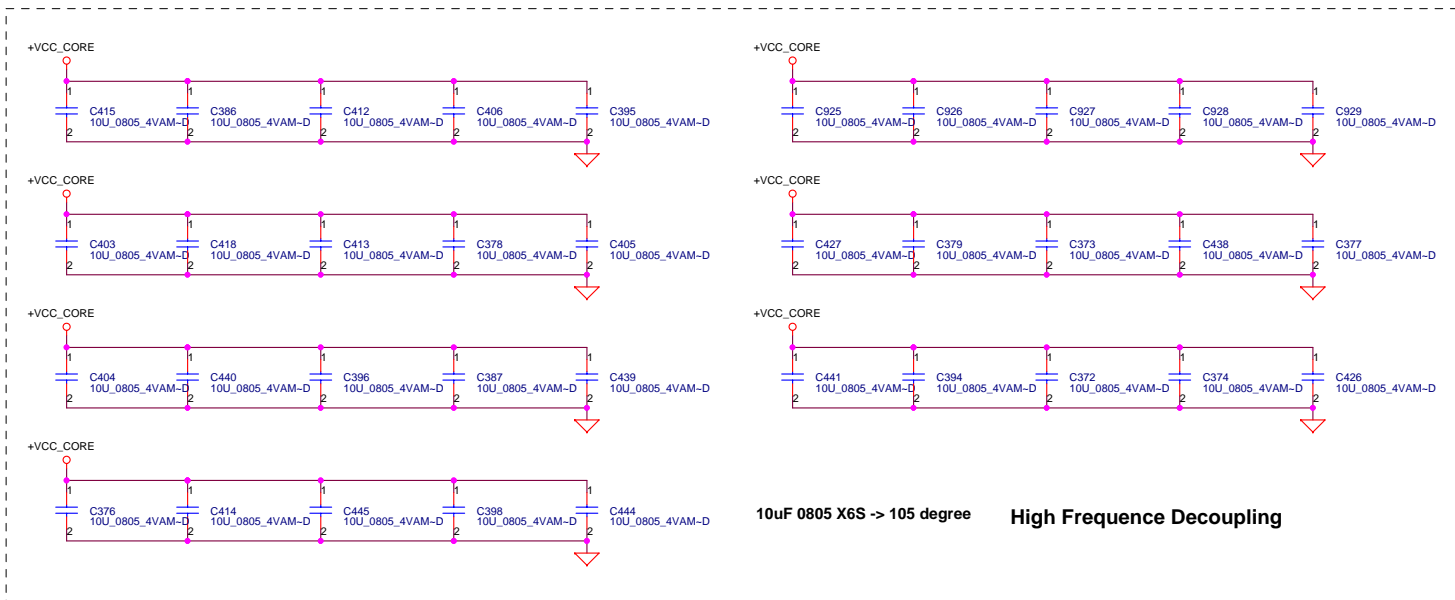 +VCC_CORE
1 1 1 1 1
C415 C386 C412 C406 C395
10U_0805_4VAM~D 10U_0805_4VAM~D 10U_0805_4VAM~D 10U_0805_4VAM~D 10U_0805_4VAM~D
2 2 2 2 2
+VCC_CORE
1 1 1 1 1
C925 C926 C927 C928 C929
10U_0805_4VAM~D 10U_0805_4VAM~D 10U_0805_4VAM~D 10U_0805_4VAM~D 10U_0805_4VAM~D
2 2 2 2 2
+VCC_CORE
1 1 1 1 1
C403 C418 C413 C378 C405
10U_0805_4VAM~D 10U_0805_4VAM~D 10U_0805_4VAM~D 10U_0805_4VAM~D 10U_0805_4VAM~D
2 2 2 2 2
+VCC_CORE
1 1 1 1 1
C427 C379 C373 C438 C377
10U_0805_4VAM~D 10U_0805_4VAM~D 10U_0805_4VAM~D 10U_0805_4VAM~D 10U_0805_4VAM~D
2 2 2 2 2
+VCC_CORE
1 1 1 1 1
C404 C440 C396 C387 C439
10U_0805_4VAM~D 10U_0805_4VAM~D 10U_0805_4VAM~D 10U_0805_4VAM~D 10U_0805_4VAM~D
2 2 2 2 2
+VCC_CORE
1 1 1 1 1
C441 C394 C372 C374 C426
10U_0805_4VAM~D 10U_0805_4VAM~D 10U_0805_4VAM~D 10U_0805_4VAM~D 10U_0805_4VAM~D
2 2 2 2 2
+VCC_CORE
1 1 1 1 1
C376 C414 C445 C398 C444
10U_0805_4VAM~D 10U_0805_4VAM~D 10U_0805_4VAM~D 10U_0805_4VAM~D 10U_0805_4VAM~D
2 2 2 2 2
10uF 0805 X6S -> 105 degree
High Frequence Decoupling